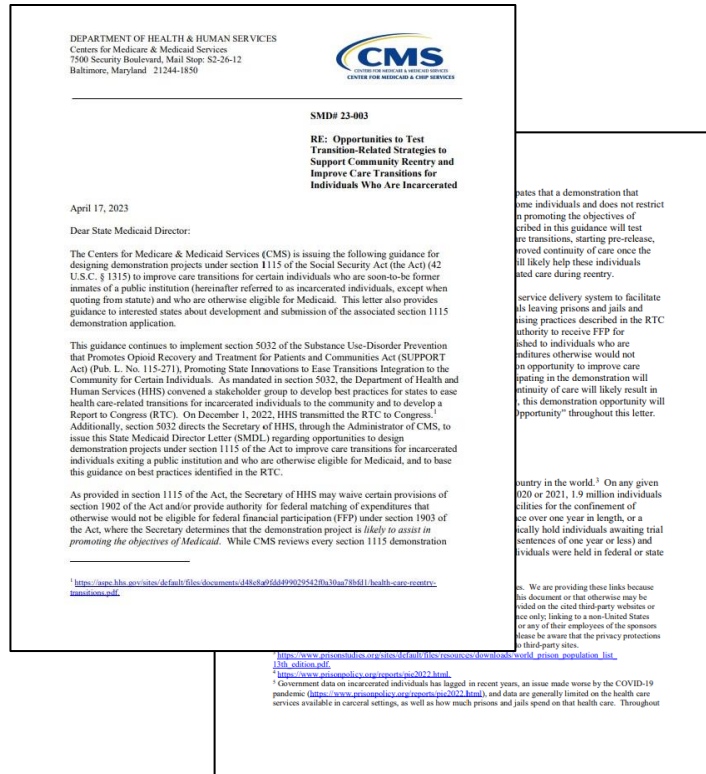 DEPARTMENT OF HEALTH & HUMAN SERVICES
Centers for Medicare & Medicaid Services
7500 Security Boulevard, Mail Stop: S2-26-12
Baltimore, Maryland 21244-1850
CMS
CENTERS FOR MEDICARE & MEDICAID SERVICES
CENTER FOR MEDICAID & CHIP SERVICES
SMD# 23-003
RE: Opportunities to Test
Transition-Related Strategies to
Support Community Reentry and
Improve Care Transitions for
Individuals Who Are Incarcerated
April 17, 2023
Dear State Medicaid Director:
The Centers for Medicare & Medicaid Services (CMS) is issuing the following guidance for
designing demonstration projects under section 1115 of the Social Security Act (the Act) (42
U.S.C. § 1315) to improve care transitions for certain individuals who are soon-to-be former
inmates of a public institution (hereinafter referred to as incarcerated individuals, except when
quoting from statute) and who are otherwise eligible for Medicaid. This letter also provides
guidance to interested states about development and submission of the associated section 1115
demonstration application.
This guidance continues to implement section 5032 of the Substance Use-Disorder Prevention
that Promotes Opioid Recovery and Treatment for Patients and Communities Act (SUPPORT
Act) (Pub. L. No. 115-271), Promoting State Innovations to Ease Transitions Integration to the
Community for Certain Individuals. As mandated in section 5032, the Department of Health and
Human Services (HHS) convened a stakeholder group to develop best practices for states to ease
health care-related transitions for incarcerated individuals to the community and to develop a
Report to Congress (RTC). On December 1, 2022, HHS transmitted the RTC to Congress.1
Additionally, section 5032 directs the Secretary of HHS, through the Administrator of CMS, to
issue this State Medicaid Director Letter (SMDL) regarding opportunities to design
demonstration projects under section 1115 of the Act to improve care transitions for incarcerated
individuals exiting a public institution and who are otherwise eligible for Medicaid, and to base
this guidance on best practices identified in the RTC.
As provided in section 1115 of the Act, the Secretary of HHS may waive certain provisions of
section 1902 of the Act and/or provide authority for federal matching of expenditures that
otherwise would not be eligible for federal financial participation (FFP) under section 1903 of
the Act, where the Secretary determines that the demonstration project is likely to assist in
promoting the objectives of Medicaid. While CMS reviews every section 1115 demonstration
1 https://aspe.hhs.gov/sites/default/files/documents/d48e8a9fdd499029542f0a30aa78bfd1/health-care-reentry-
transitions.pdf.
pates that a demonstration that
ome individuals and does not restrict
n promoting the objectives of
cribed in this guidance will test
re transitions, starting pre-release,
roved continuity of care once the
ill likely help these individuals
ated care during reentry.
service delivery system to facilitate
als leaving prisons and jails and
nising practices described in the RTC
uthority to receive FFP for
ished to individuals who are
nditures otherwise would not
on opportunity to improve care
ipating in the demonstration will
ntinuity of care will likely result in
, this demonstration opportunity will
Opportunity” throughout this letter.
ountry in the world.3 On any given
020 or 2021, 1.9 million individuals
cilities for the confinement of
ce over one year in length, or a
ically hold individuals awaiting trial
sentences of one year or less) and
ividuals were held in federal or state
es. We are providing these links because
his document or that otherwise may be
vided on the cited third-party websites or
nce only; linking to a non-United States
or any of their employees of the sponsors
lease be aware that the privacy protections
to third-party sites.
3 https://www.prisonstudies.org/sites/default/files/resources/downloads/world_prison_population_list_
13th_edition.pdf.
4 https://www.prisonpolicy.org/reports/pie2022.html.
5 Government data on incarcerated individuals has lagged in recent years, an issue made worse by the COVID-19
pandemic (https://www.prisonpolicy.org/reports/pie2022.html), and data are generally limited on the health care
services available in carceral settings, as well as how much prisons and jails spend on that health care. Throughout